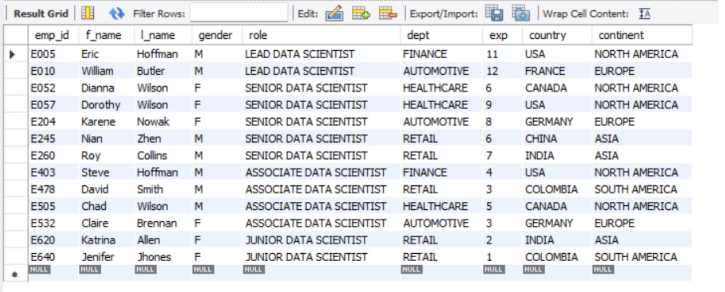 Result Grid Filter Rows: Edit: Export/Import: Wrap Cell Content: IA
emp_id f_name l_name gender role dept exp country continent
E005 Eric Hoffman M LEAD DATA SCIENTIST FINANCE 11 USA NORTH AMERICA
E010 William Butler M LEAD DATA SCIENTIST AUTOMOTIVE 12 FRANCE EUROPE
E052 Dianna Wilson F SENIOR DATA SCIENTIST HEALTHCARE 6 CANADA NORTH AMERICA
E057 Dorothy Wilson F SENIOR DATA SCIENTIST HEALTHCARE 9 USA NORTH AMERICA
E204 Karene Nowak F SENIOR DATA SCIENTIST AUTOMOTIVE 8 GERMANY EUROPE
E245 Nian Zhen M SENIOR DATA SCIENTIST RETAIL 6 CHINA ASIA
E260 Roy Collins M SENIOR DATA SCIENTIST RETAIL 7 INDIA ASIA
E403 Steve Hoffman M ASSOCIATE DATA SCIENTIST FINANCE 4 USA NORTH AMERICA
E478 David Smith M ASSOCIATE DATA SCIENTIST RETAIL 3 COLOMBIA SOUTH AMERICA
E505 Chad Wilson M ASSOCIATE DATA SCIENTIST HEALTHCARE 5 CANADA NORTH AMERICA
E532 Claire Brennan F ASSOCIATE DATA SCIENTIST AUTOMOTIVE 3 GERMANY EUROPE
E620 Katrina Allen F JUNIOR DATA SCIENTIST RETAIL 2 INDIA ASIA
E640 Jenifer Jhones F JUNIOR DATA SCIENTIST RETAIL 1 COLOMBIA SOUTH AMERICA
NULL NULL NULL NULL NULL NULL NULL NULL NULL